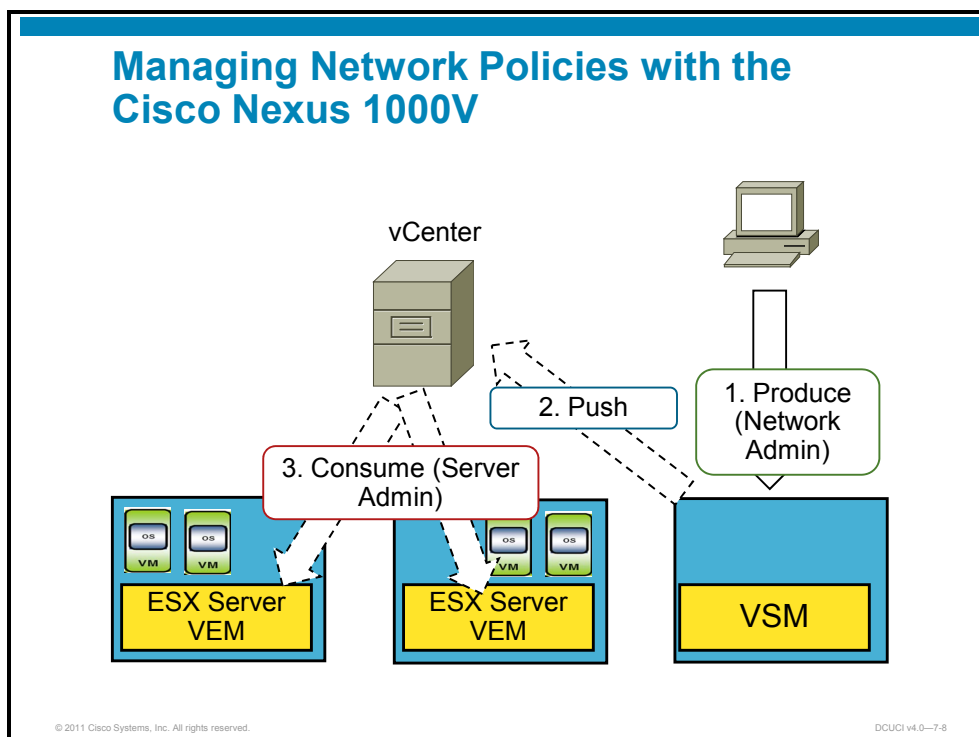 Managing Network Policies with the
Cisco Nexus 1000V
vCenter
1. Produce
(Network
Admin)
2. Push
3. Consume (Server
Admin)
OS
VM
OS
VM
ESX Server
VEM
OS
VM
OS
VM
ESX Server
VEM
VSM
© 2011 Cisco Systems, Inc. All rights reserved.
DCUCI v4.0—7-8